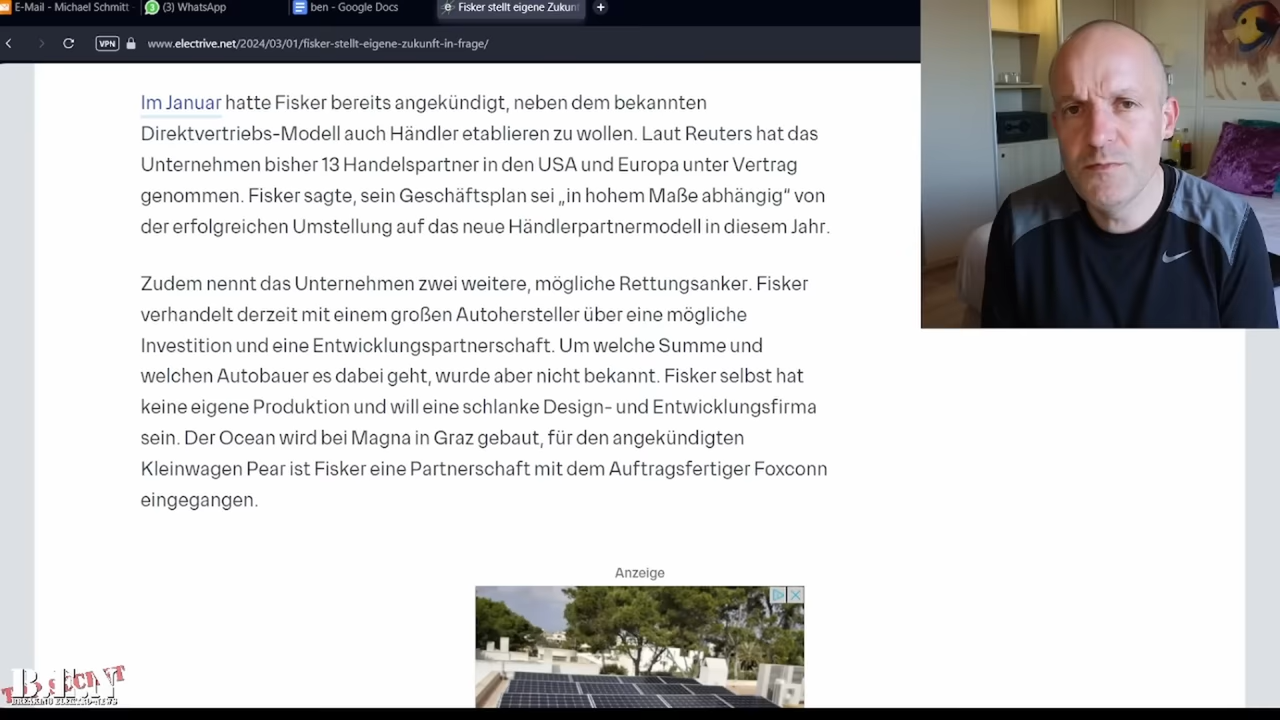 E-Mail - Michael Schmitt
(3) WhatsApp
ben - Google Docs
Fisker stellt eigene Zukun
VPN
www.electrive.net/2024/03/01/fisker-stellt-eigene-zukunft-in-frage/
Im Januar hatte Fisker bereits angekündigt, neben dem bekannten
Direktvertriebs-Modell auch Händler etablieren zu wollen. Laut Reuters hat das
Unternehmen bisher 13 Handelspartner in den USA und Europa unter Vertrag
genommen. Fisker sagte, sein Geschäftsplan sei „in hohem Maße abhängig“ von
der erfolgreichen Umstellung auf das neue Händlerpartnermodell in diesem Jahr.
Zudem nennt das Unternehmen zwei weitere, mögliche Rettungsanker. Fisker
verhandelt derzeit mit einem großen Autohersteller über eine mögliche
Investition und eine Entwicklungspartnerschaft. Um welche Summe und
welchen Autobauer es dabei geht, wurde aber nicht bekannt. Fisker selbst hat
keine eigene Produktion und will eine schlanke Design- und Entwicklungsfirma
sein. Der Ocean wird bei Magna in Graz gebaut, für den angekündigten
Kleinwagen Pear ist Fisker eine Partnerschaft mit dem Auftragsfertiger Foxconn
eingegangen.
Anzeige
BREAKING ELEKTRO-NEWS